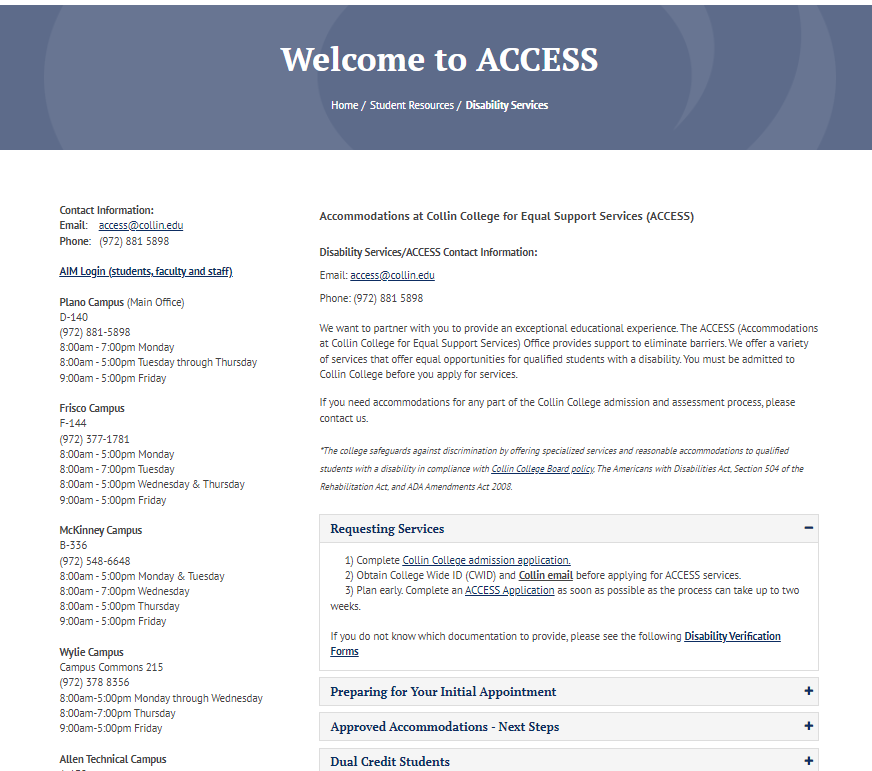 Welcome to ACCESS
Home / Student Resources / Disability Services
Contact Information:
Email: access@collin.edu
Phone: (972) 881 5898
AIM Login (students, faculty and staff)
Plano Campus (Main Office)
D-140
(972) 881-5898
8:00am - 7:00pm Monday
8:00am - 5:00pm Tuesday through Thursday
9:00am - 5:00pm Friday
Frisco Campus
F-144
(972) 377-1781
8:00am - 5:00pm Monday
8:00am - 7:00pm Tuesday
8:00am - 5:00pm Wednesday & Thursday
9:00am - 5:00pm Friday
McKinney Campus
B-336
(972) 548-6648
8:00am - 5:00pm Monday & Tuesday
8:00am - 7:00pm Wednesday
8:00am - 5:00pm Thursday
9:00am - 5:00pm Friday
Wylie Campus
Campus Commons 215
(972) 378 8356
8:00am-5:00pm Monday through Wednesday
8:00am-7:00pm Thursday
9:00am-5:00pm Friday
Allen Technical Campus
Accommodations at Collin College for Equal Support Services (ACCESS)
Disability Services/ACCESS Contact Information:
Email: access@collin.edu
Phone: (972) 881 5898
We want to partner with you to provide an exceptional educational experience. The ACCESS (Accommodations
at Collin College for Equal Support Services) Office provides support to eliminate barriers. We offer a variety
of services that offer equal opportunities for qualified students with a disability. You must be admitted to
Collin College before you apply for services.
If you need accommodations for any part of the Collin College admission and assessment process, please
contact us.
*The college safeguards against discrimination by offering specialized services and reasonable accommodations to qualified
students with a disability in compliance with Collin College Board policy, The Americans with Disabilities Act, Section 504 of the
Rehabilitation Act, and ADA Amendments Act 2008.
Requesting Services
1) Complete Collin College admission application.
2) Obtain College Wide ID (CWID) and Collin email before applying for ACCESS services.
3) Plan early. Complete an ACCESS Application as soon as possible as the process can take up to two
weeks.
If you do not know which documentation to provide, please see the following Disability Verification
Forms
Preparing for Your Initial Appointment
Approved Accommodations - Next Steps
Dual Credit Students